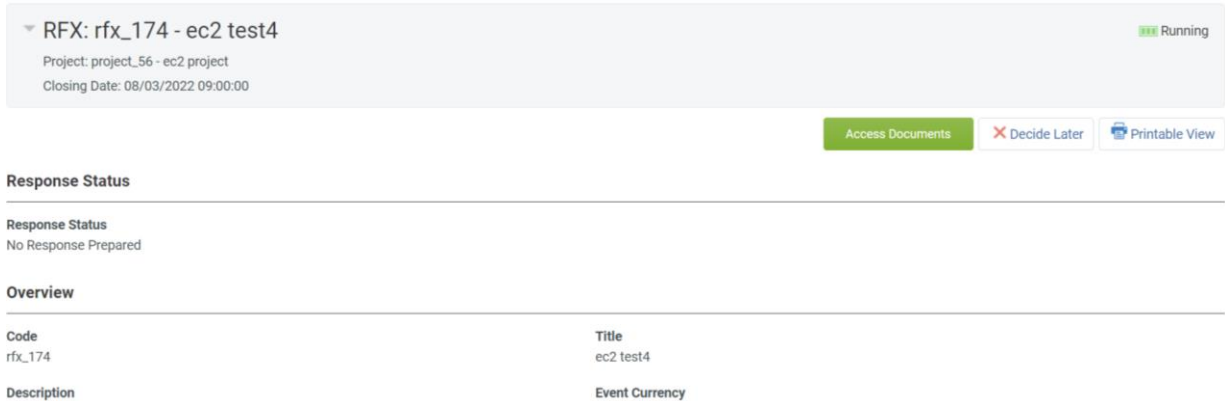 RFX: rfx_174 - ec2 test4
Running
Project: project_56 - ec2 project
Closing Date: 08/03/2022 09:00:00
Access Documents
Decide Later
Printable View
Response Status
Response Status
No Response Prepared
Overview
Code
Title
rfx_174
ec2 test4
Description
Event Currency